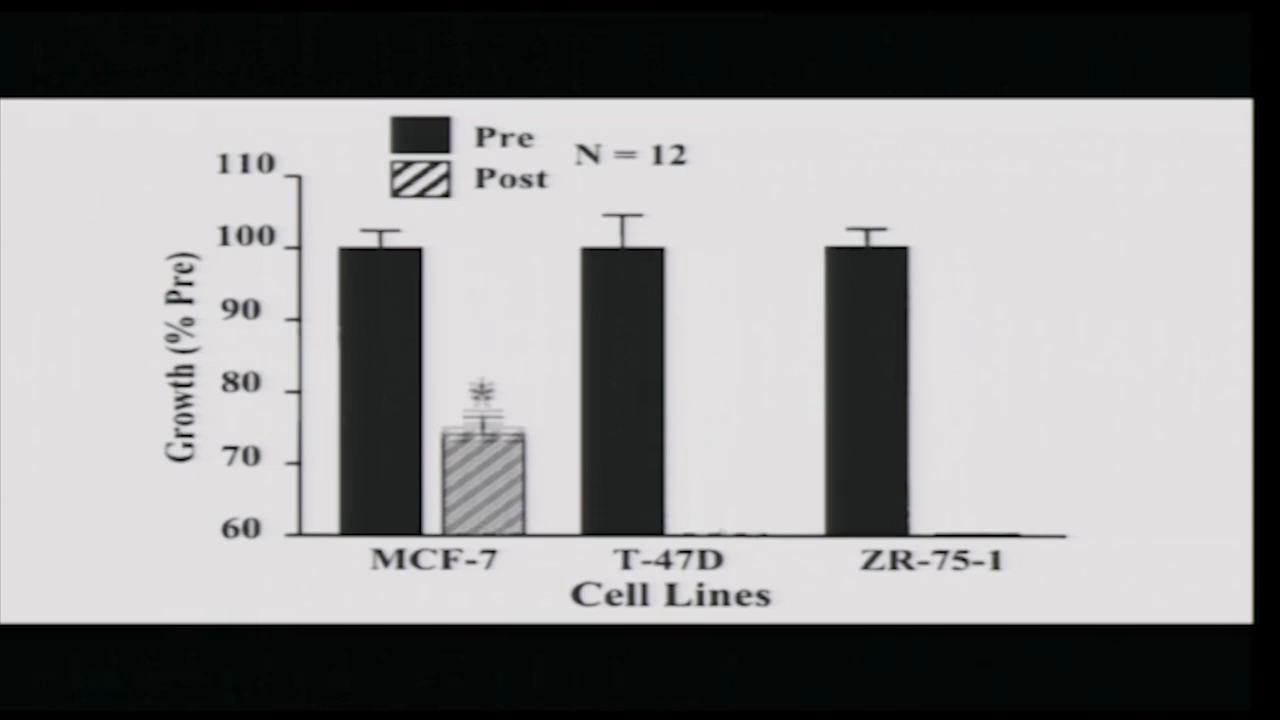 Pre
Post
N = 12
110
100
90
80
70
60
Growth (% Pre)
*
MCF-7 T-47D ZR-75-1
Cell Lines